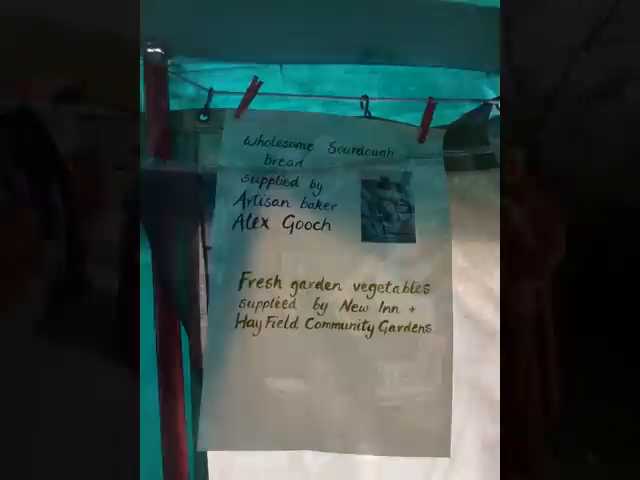 Wholesome Sourdough
bread
supplied by
Artisan baker
Alex Gooch
Fresh garden vegetables
supplied by New Inn +
Hay Field Community Gardens